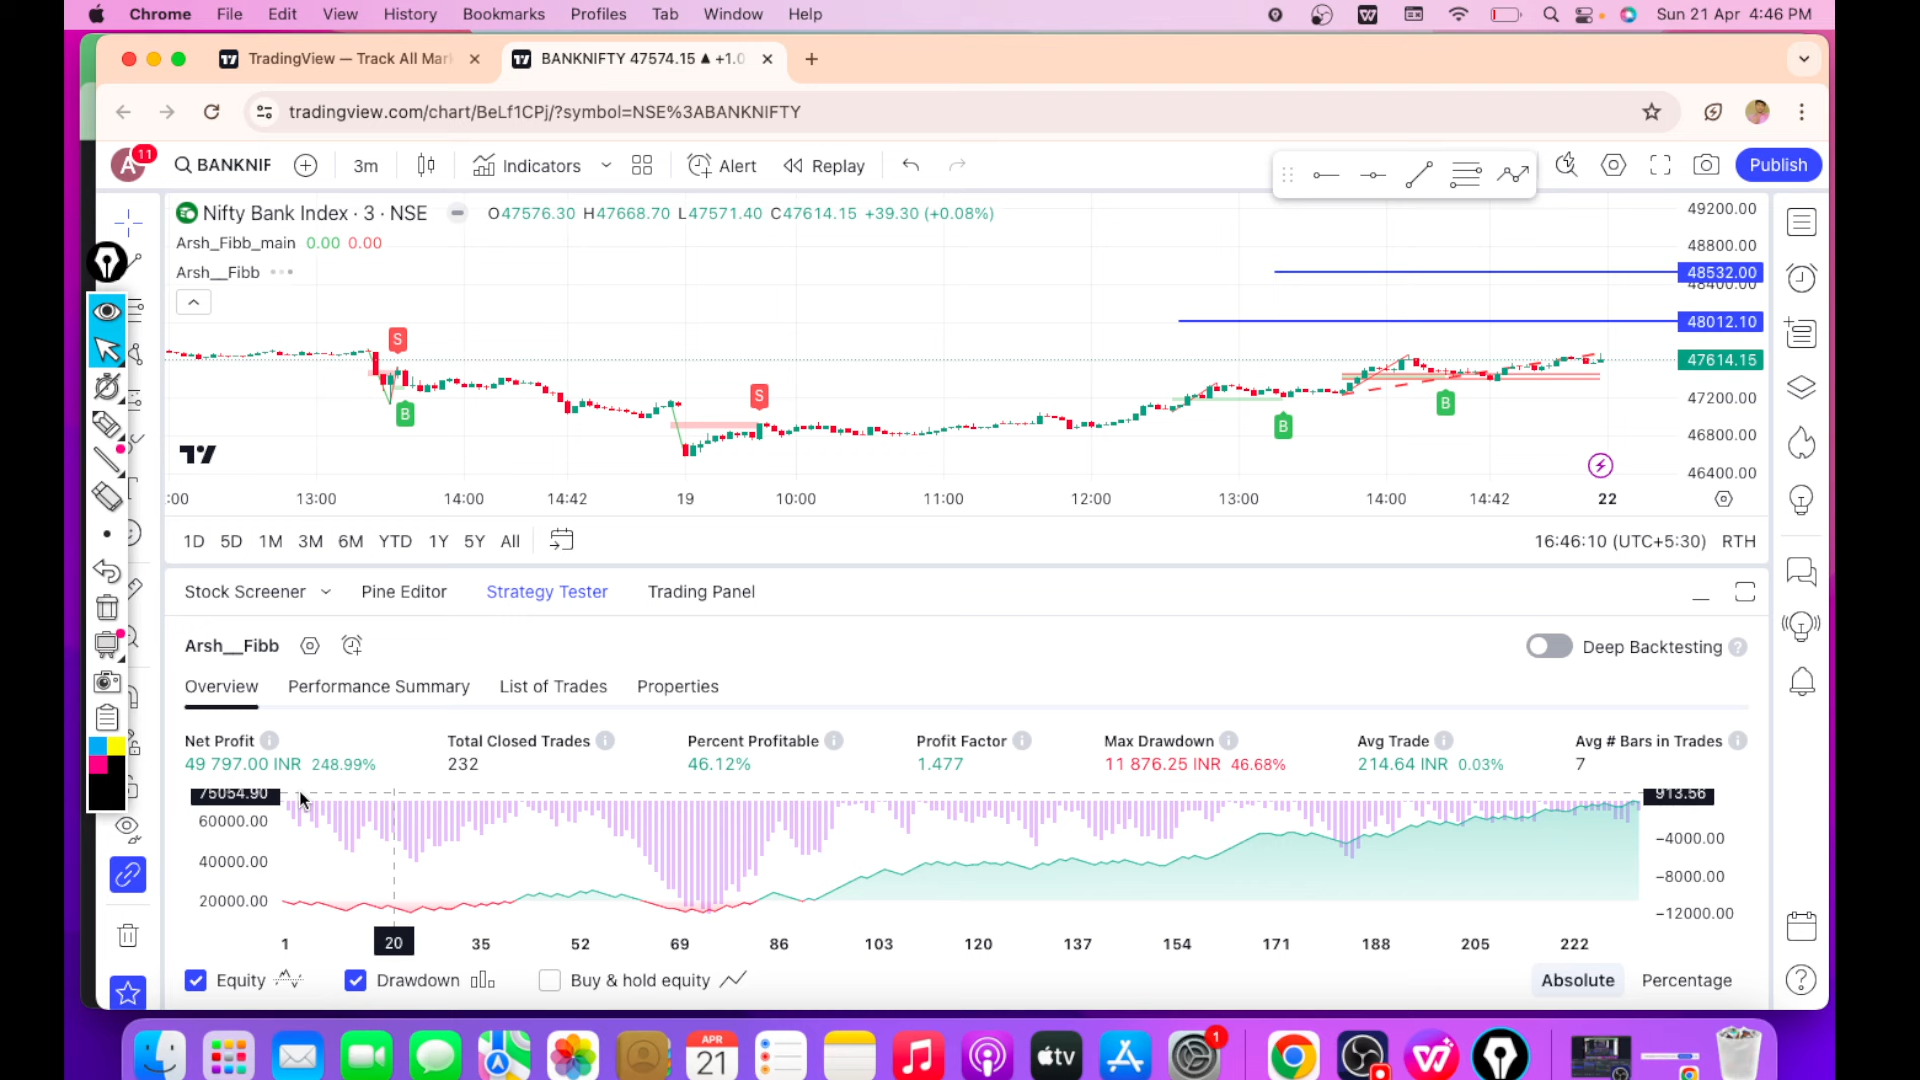 Chrome File Edit View History Bookmarks Profiles Tab Window Help Sun 21 Apr 4:46 PM
TradingView — Track All Mar BANKNIFTY 47574.15 ▲ +1.0
tradingview.com/chart/BeLf1CPj/?symbol=NSE%3ABANKNIFTY
A 11 BANKNIF 3m Indicators Alert Replay Publish
Nifty Bank Index · 3 · NSE O47576.30 H47668.70 L47571.40 C47614.15 +39.30 (+0.08%)
Arsh_Fibb_main 0.00 0.00
Arsh__Fibb
49200.00
48800.00
48532.00
48400.00
48012.10
47614.15
47200.00
46800.00
46400.00
S
B
S
B
B
:00 13:00 14:00 14:42 19 10:00 11:00 12:00 13:00 14:00 14:42 22
1D 5D 1M 3M 6M YTD 1Y 5Y All 16:46:10 (UTC+5:30) RTH
Stock Screener Pine Editor Strategy Tester Trading Panel
Arsh__Fibb Deep Backtesting
Overview Performance Summary List of Trades Properties
Net Profit Total Closed Trades Percent Profitable Profit Factor Max Drawdown Avg Trade Avg # Bars in Trades
49 797.00 INR 248.99% 232 46.12% 1.477 11 876.25 INR 46.68% 214.64 INR 0.03% 7
75054.90 913.56
60000.00 −4000.00
40000.00 −8000.00
20000.00 −12000.00
1 20 35 52 69 86 103 120 137 154 171 188 205 222
Equity Drawdown Buy & hold equity Absolute Percentage
APR
21
tv
1